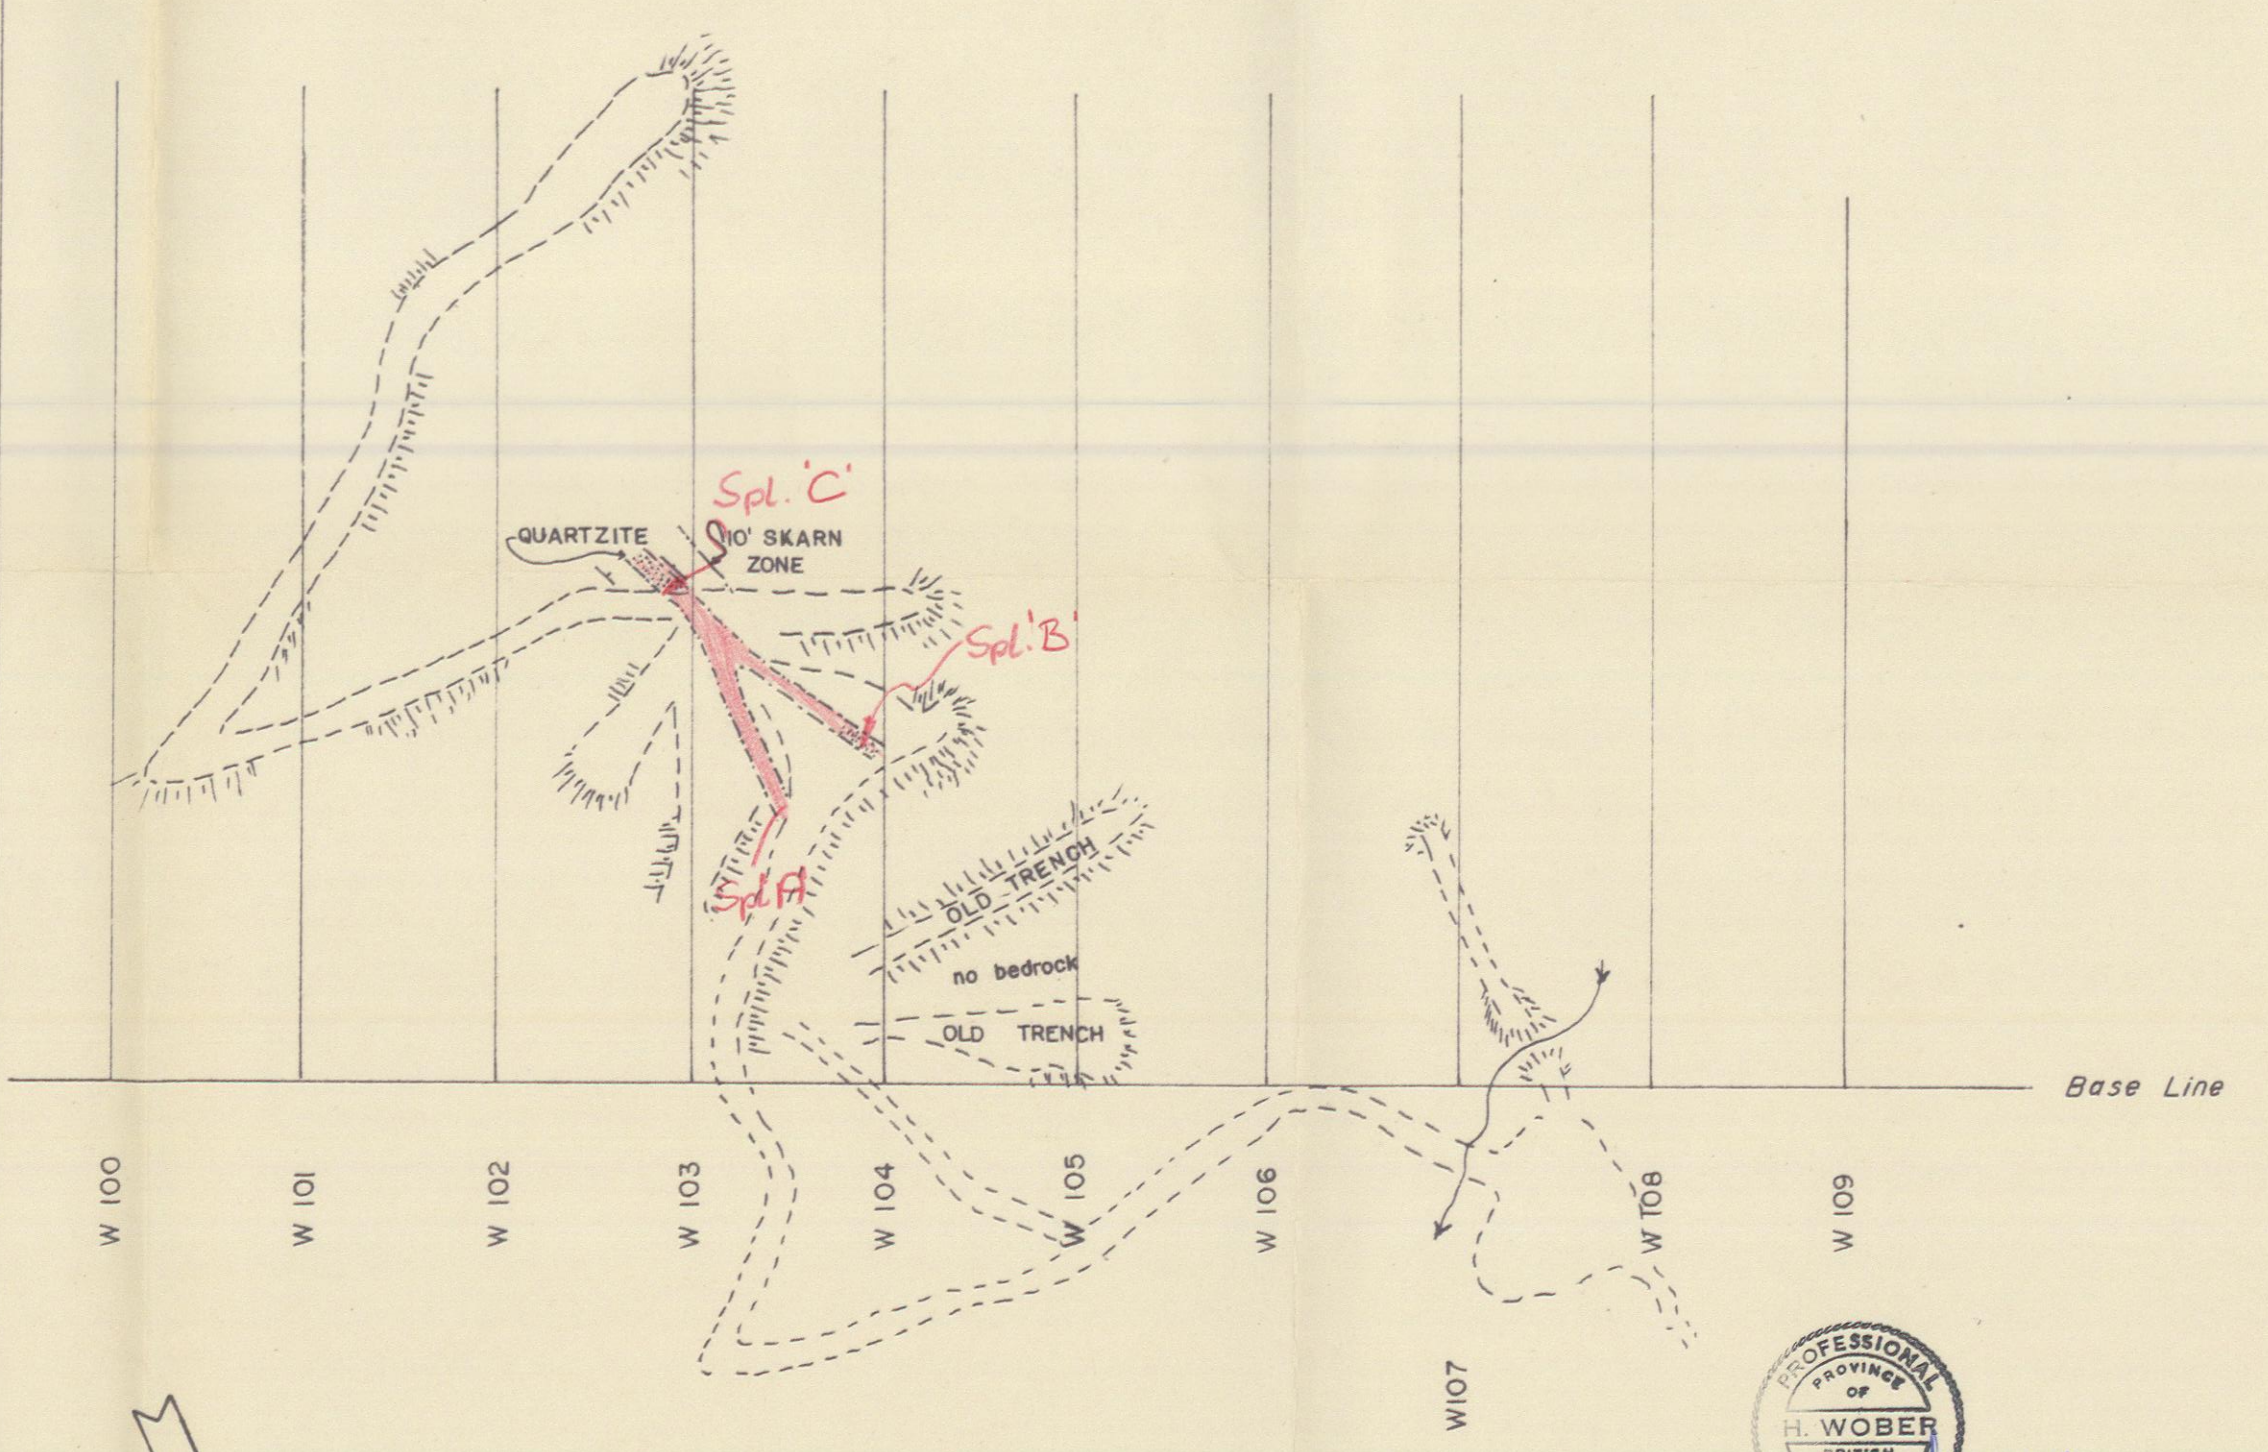 Spl. 'C'
QUARTZITE
10' SKARN
ZONE
Spl. 'B'
Spl A
OLD TRENCH
no bedrock
OLD TRENCH
Base Line
W 100
W 101
W 102
W 103
W 104
W 105
W 106
W107
W 108
W 109
PROFESSIONAL
PROVINCE
OF
H. WOBER